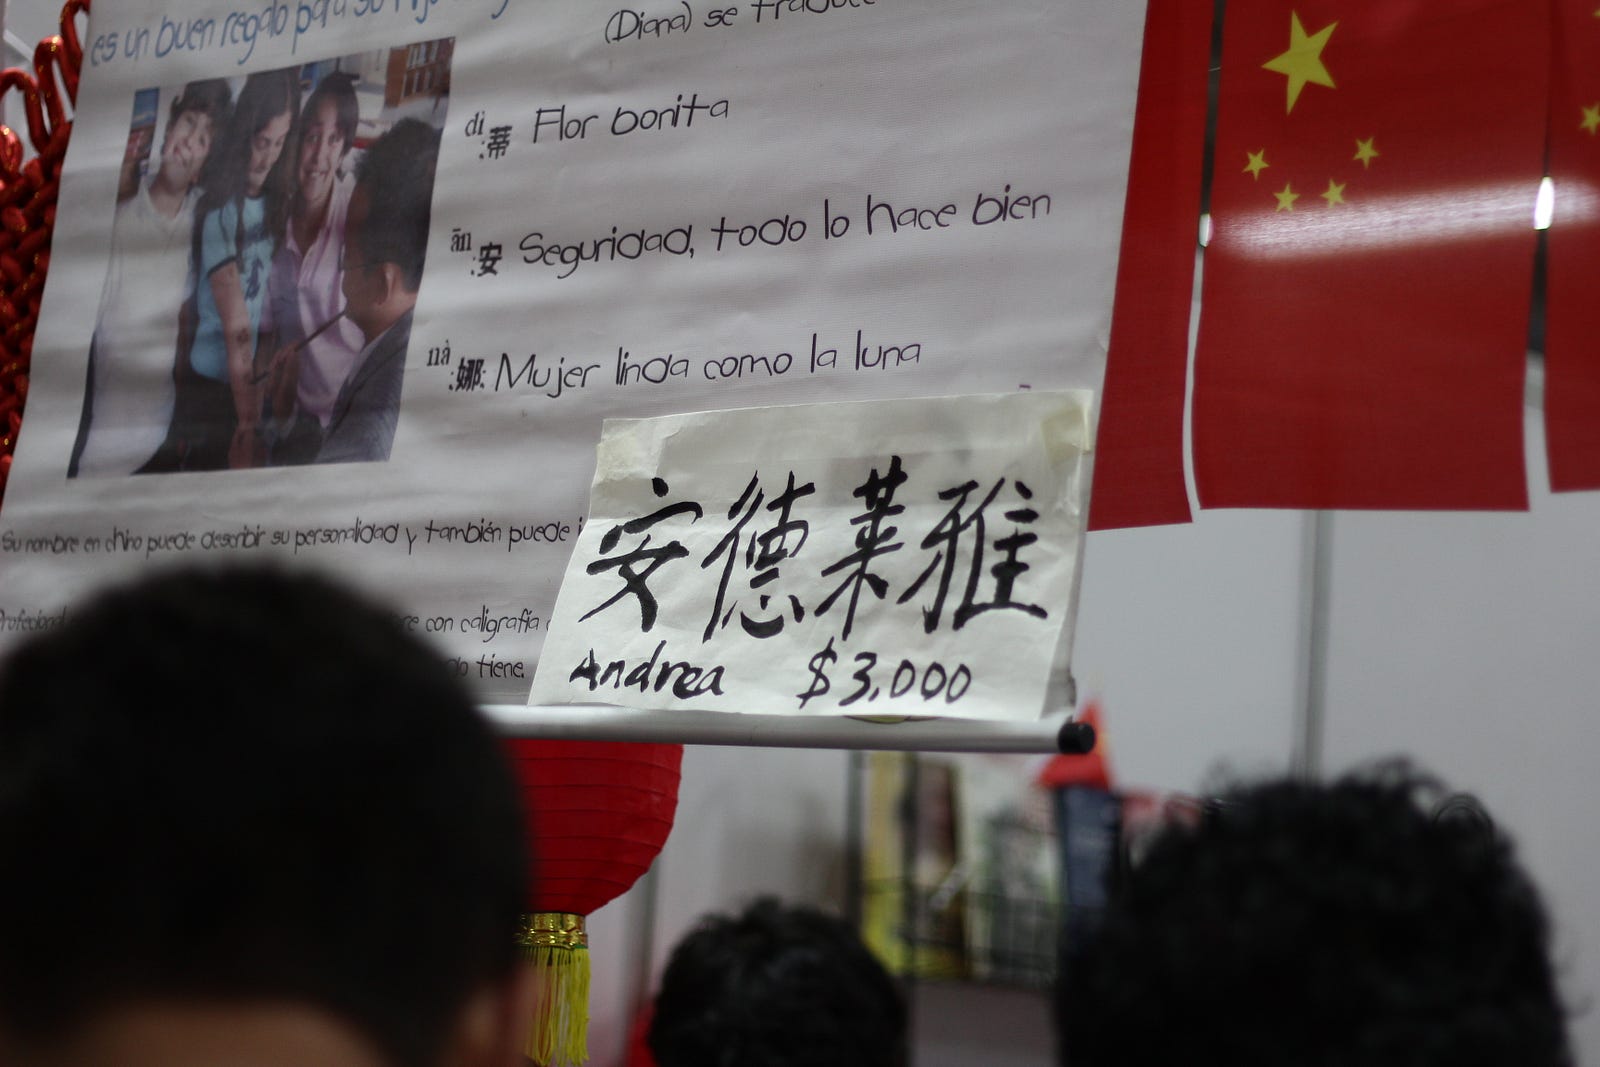 es un buen regalo para su
(Diana) se traduce
dì
:蒂 Flor bonita
ān
:安 Seguridad, todo lo hace bien
nà
:娜: Mujer linda como la luna
Su nombre en chino puede describir su personalidad y también puede
con caligrafía
tiene.
安德莱雅
Andrea $3.000